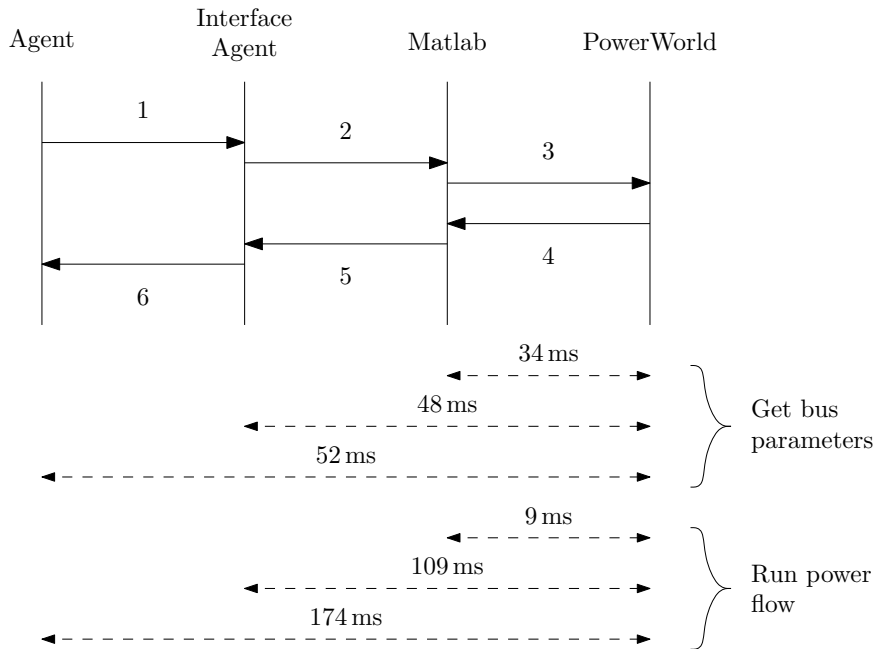 Agent
Interface
Agent
Matlab
PowerWorld
1
2
3
4
5
6
34 ms
48 ms
52 ms
Get bus
parameters
9 ms
109 ms
174 ms
Run power
flow